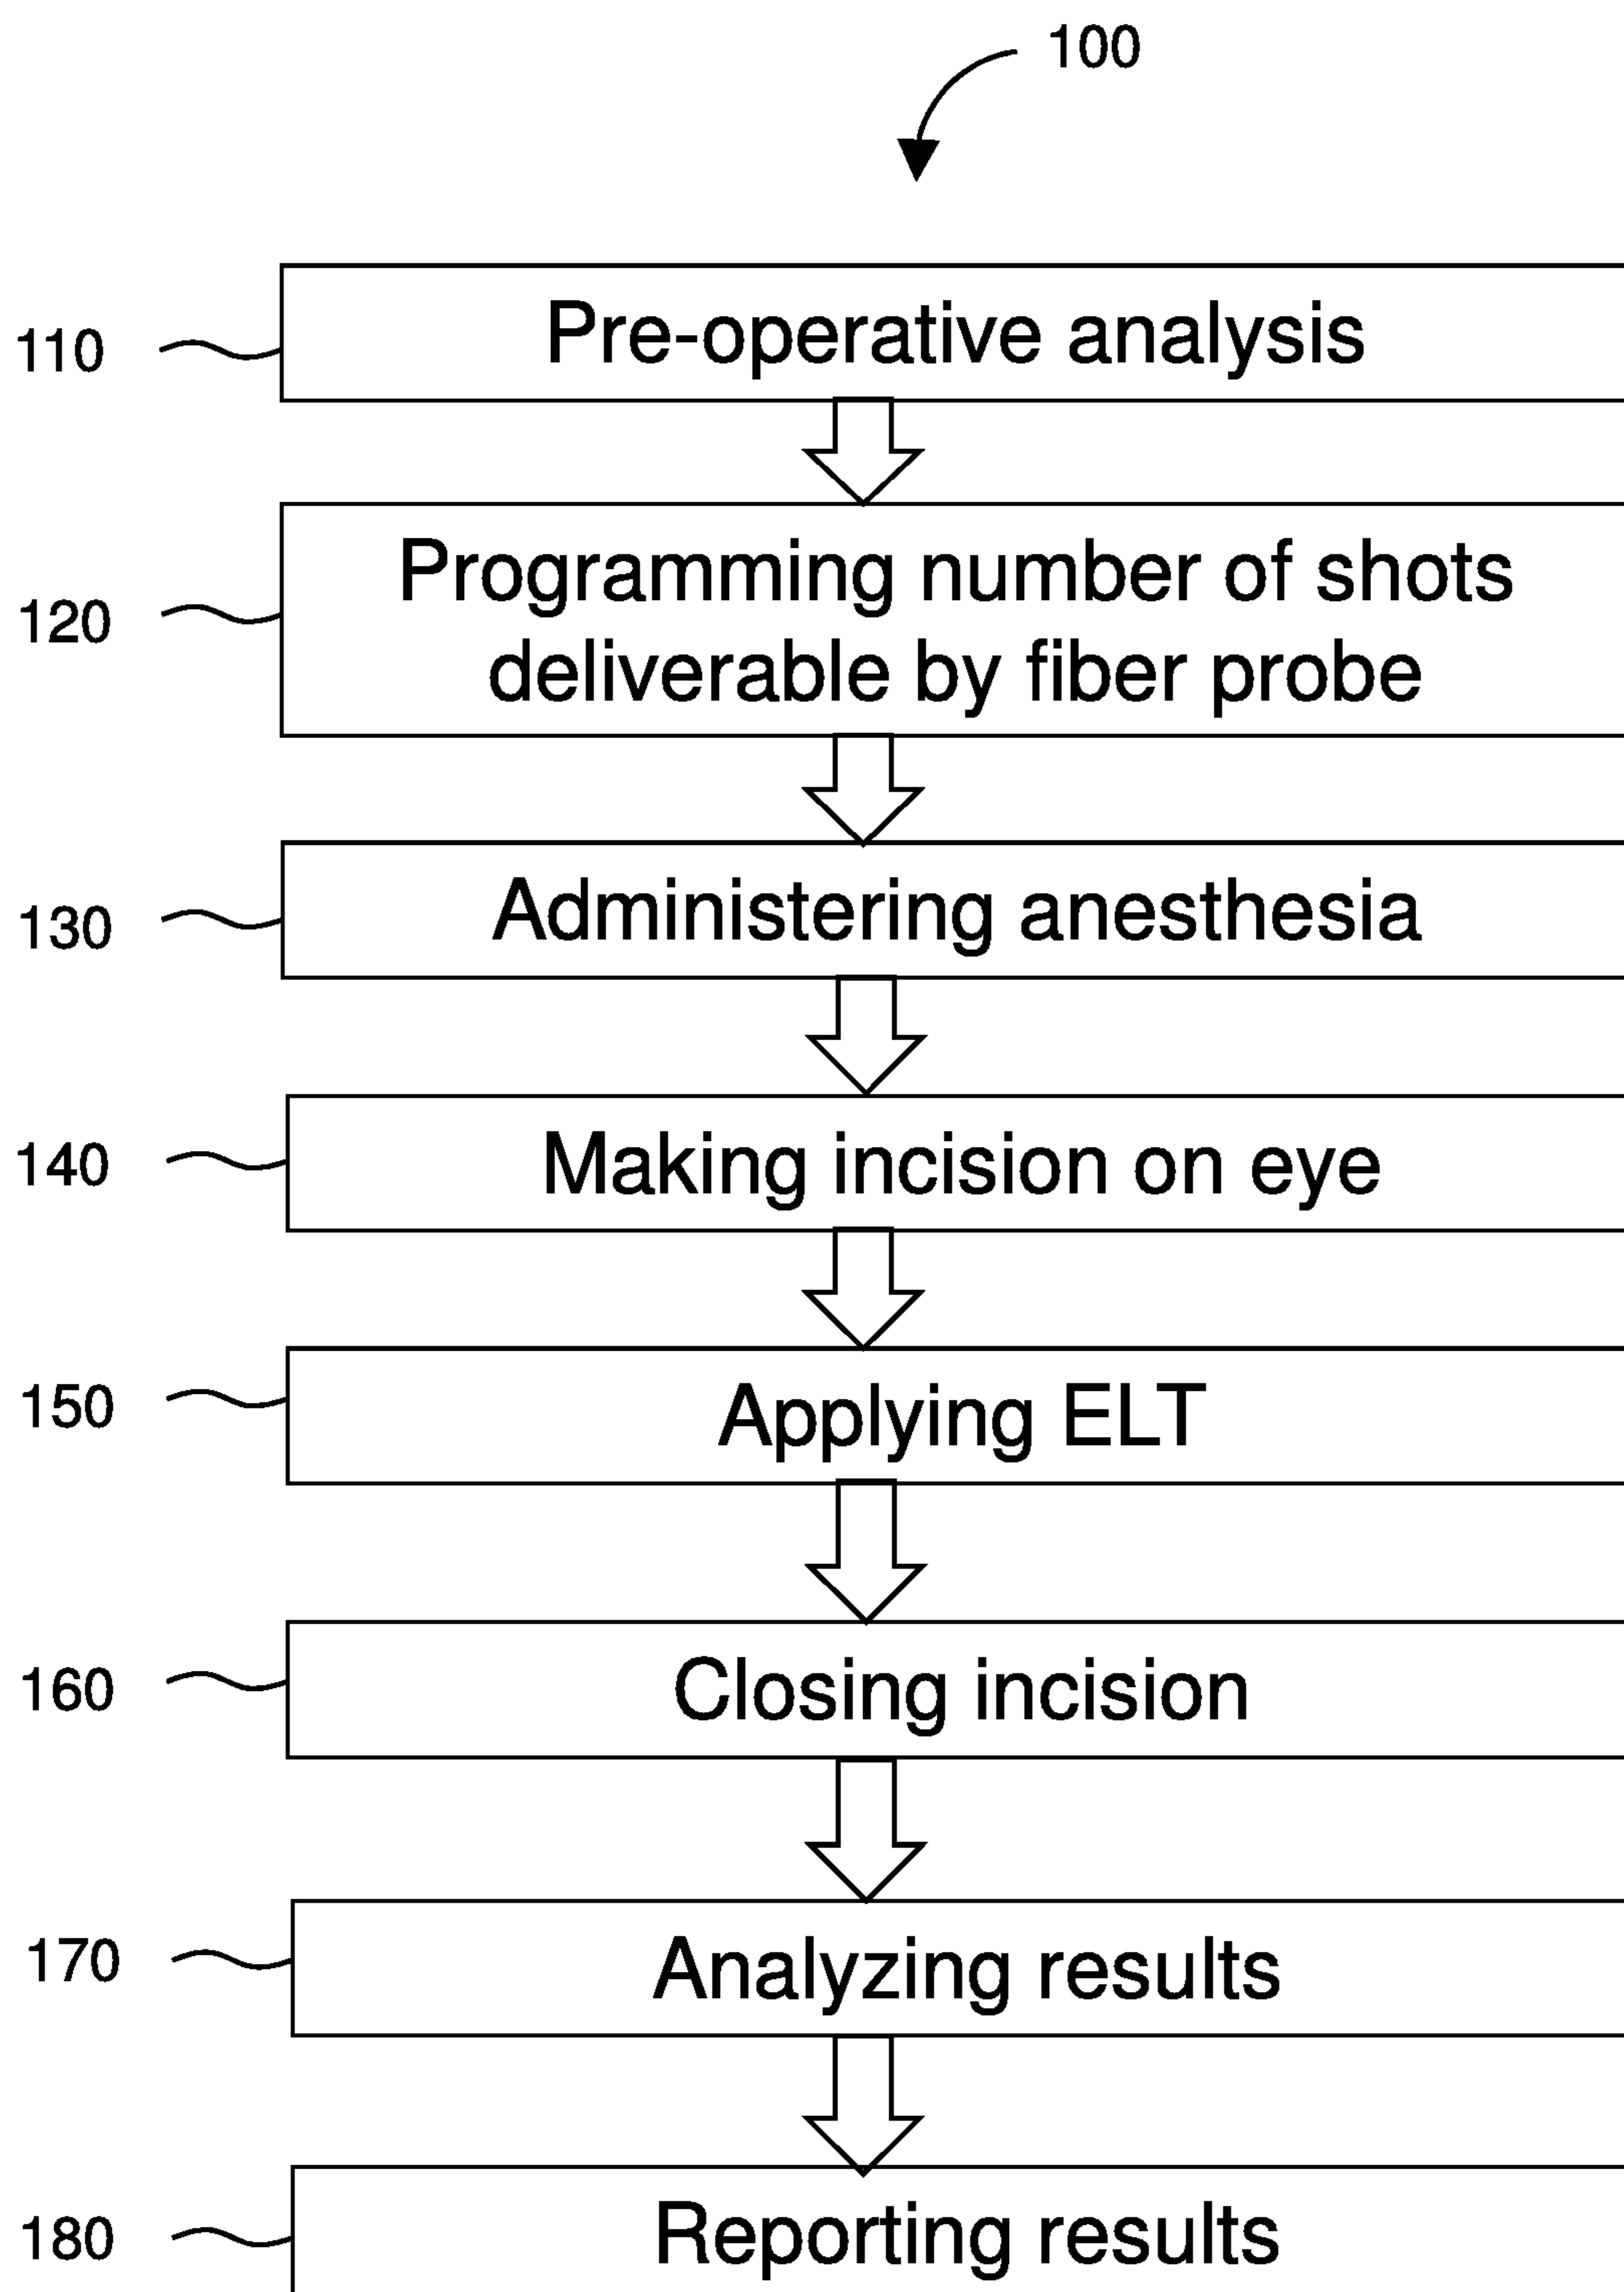 100
110
Pre-operative analysis
120
Programming number of shots
deliverable by fiber probe
130
Administering anesthesia
140
Making incision on eye
150
Applying ELT
160
Closing incision
170
Analyzing results
180
Reporting results